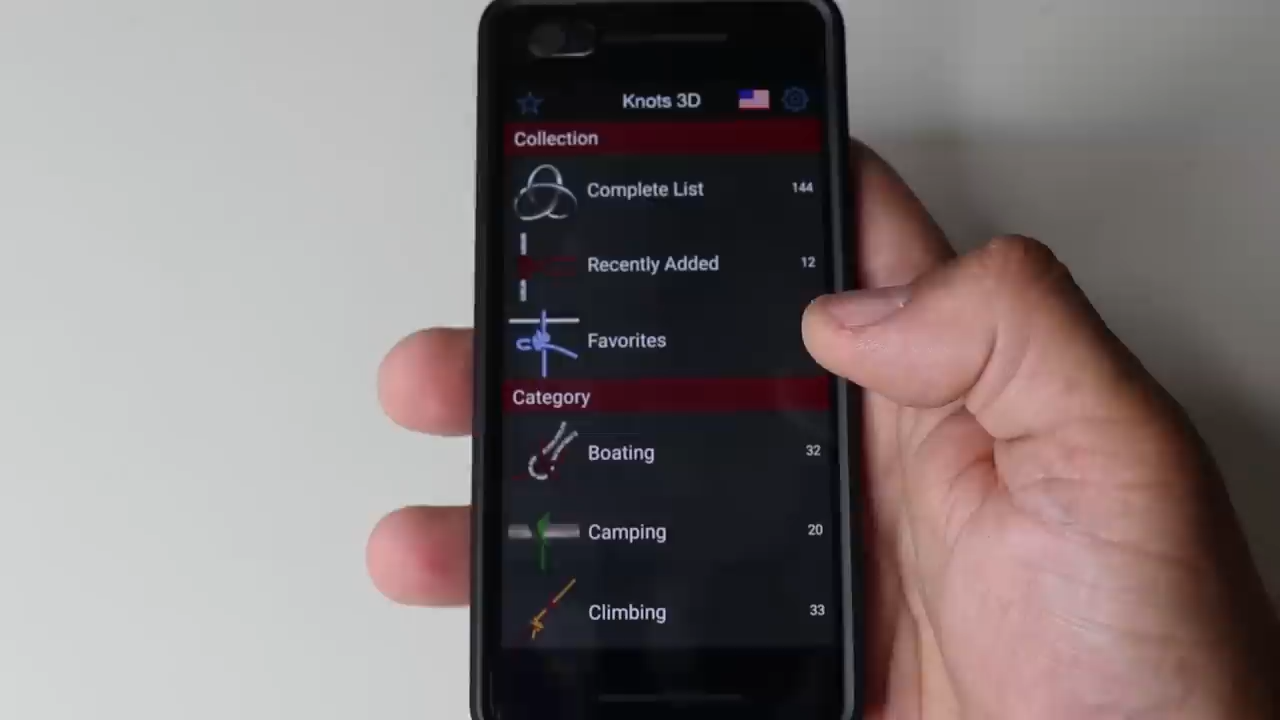 Knots 3D
Collection
Complete List 144
Recently Added 12
Favorites
Category
Boating 32
Camping 20
Climbing 33